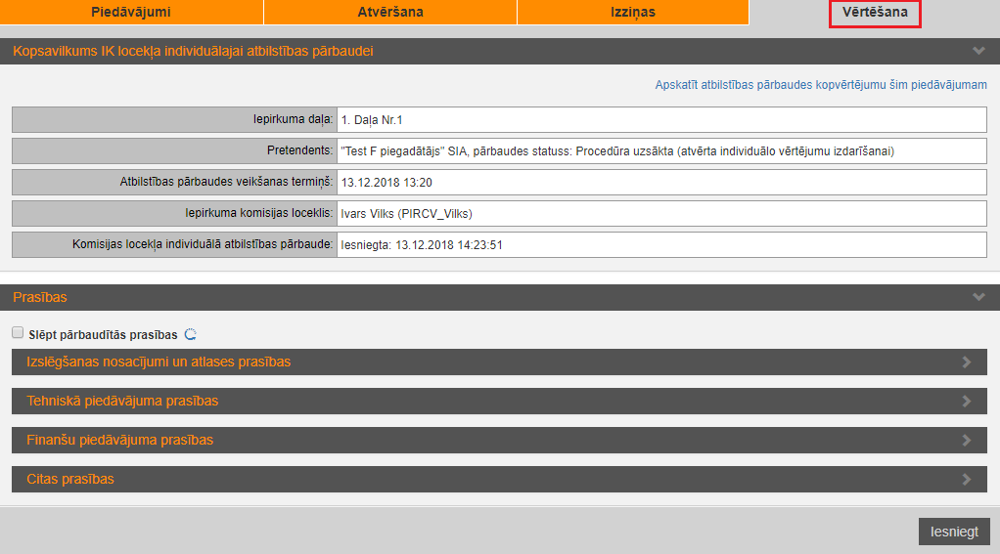 Piedāvājumi Atvēršana Izziņas Vērtēšana
Kopsavilkums IK locekļa individuālajai atbilstības pārbaudei
Apskatīt atbilstības pārbaudes kopvērtējumu šim piedāvājumam
Iepirkuma daļa: 1. Daļa Nr.1
Pretendents: "Test F piegadātājs" SIA, pārbaudes statuss: Procedūra uzsākta (atvērta individuālo vērtējumu izdarīšanai)
Atbilstības pārbaudes veikšanas termiņš: 13.12.2018 13:20
Iepirkuma komisijas loceklis: Ivars Vilks (PIRCV_Vilks)
Komisijas locekļa individuālā atbilstības pārbaude: Iesniegta: 13.12.2018 14:23:51
Prasības
Slēpt pārbaudītās prasības
Izslēgšanas nosacījumi un atlases prasības
Tehniskā piedāvājuma prasības
Finanšu piedāvājuma prasības
Citas prasības
Iesniegt